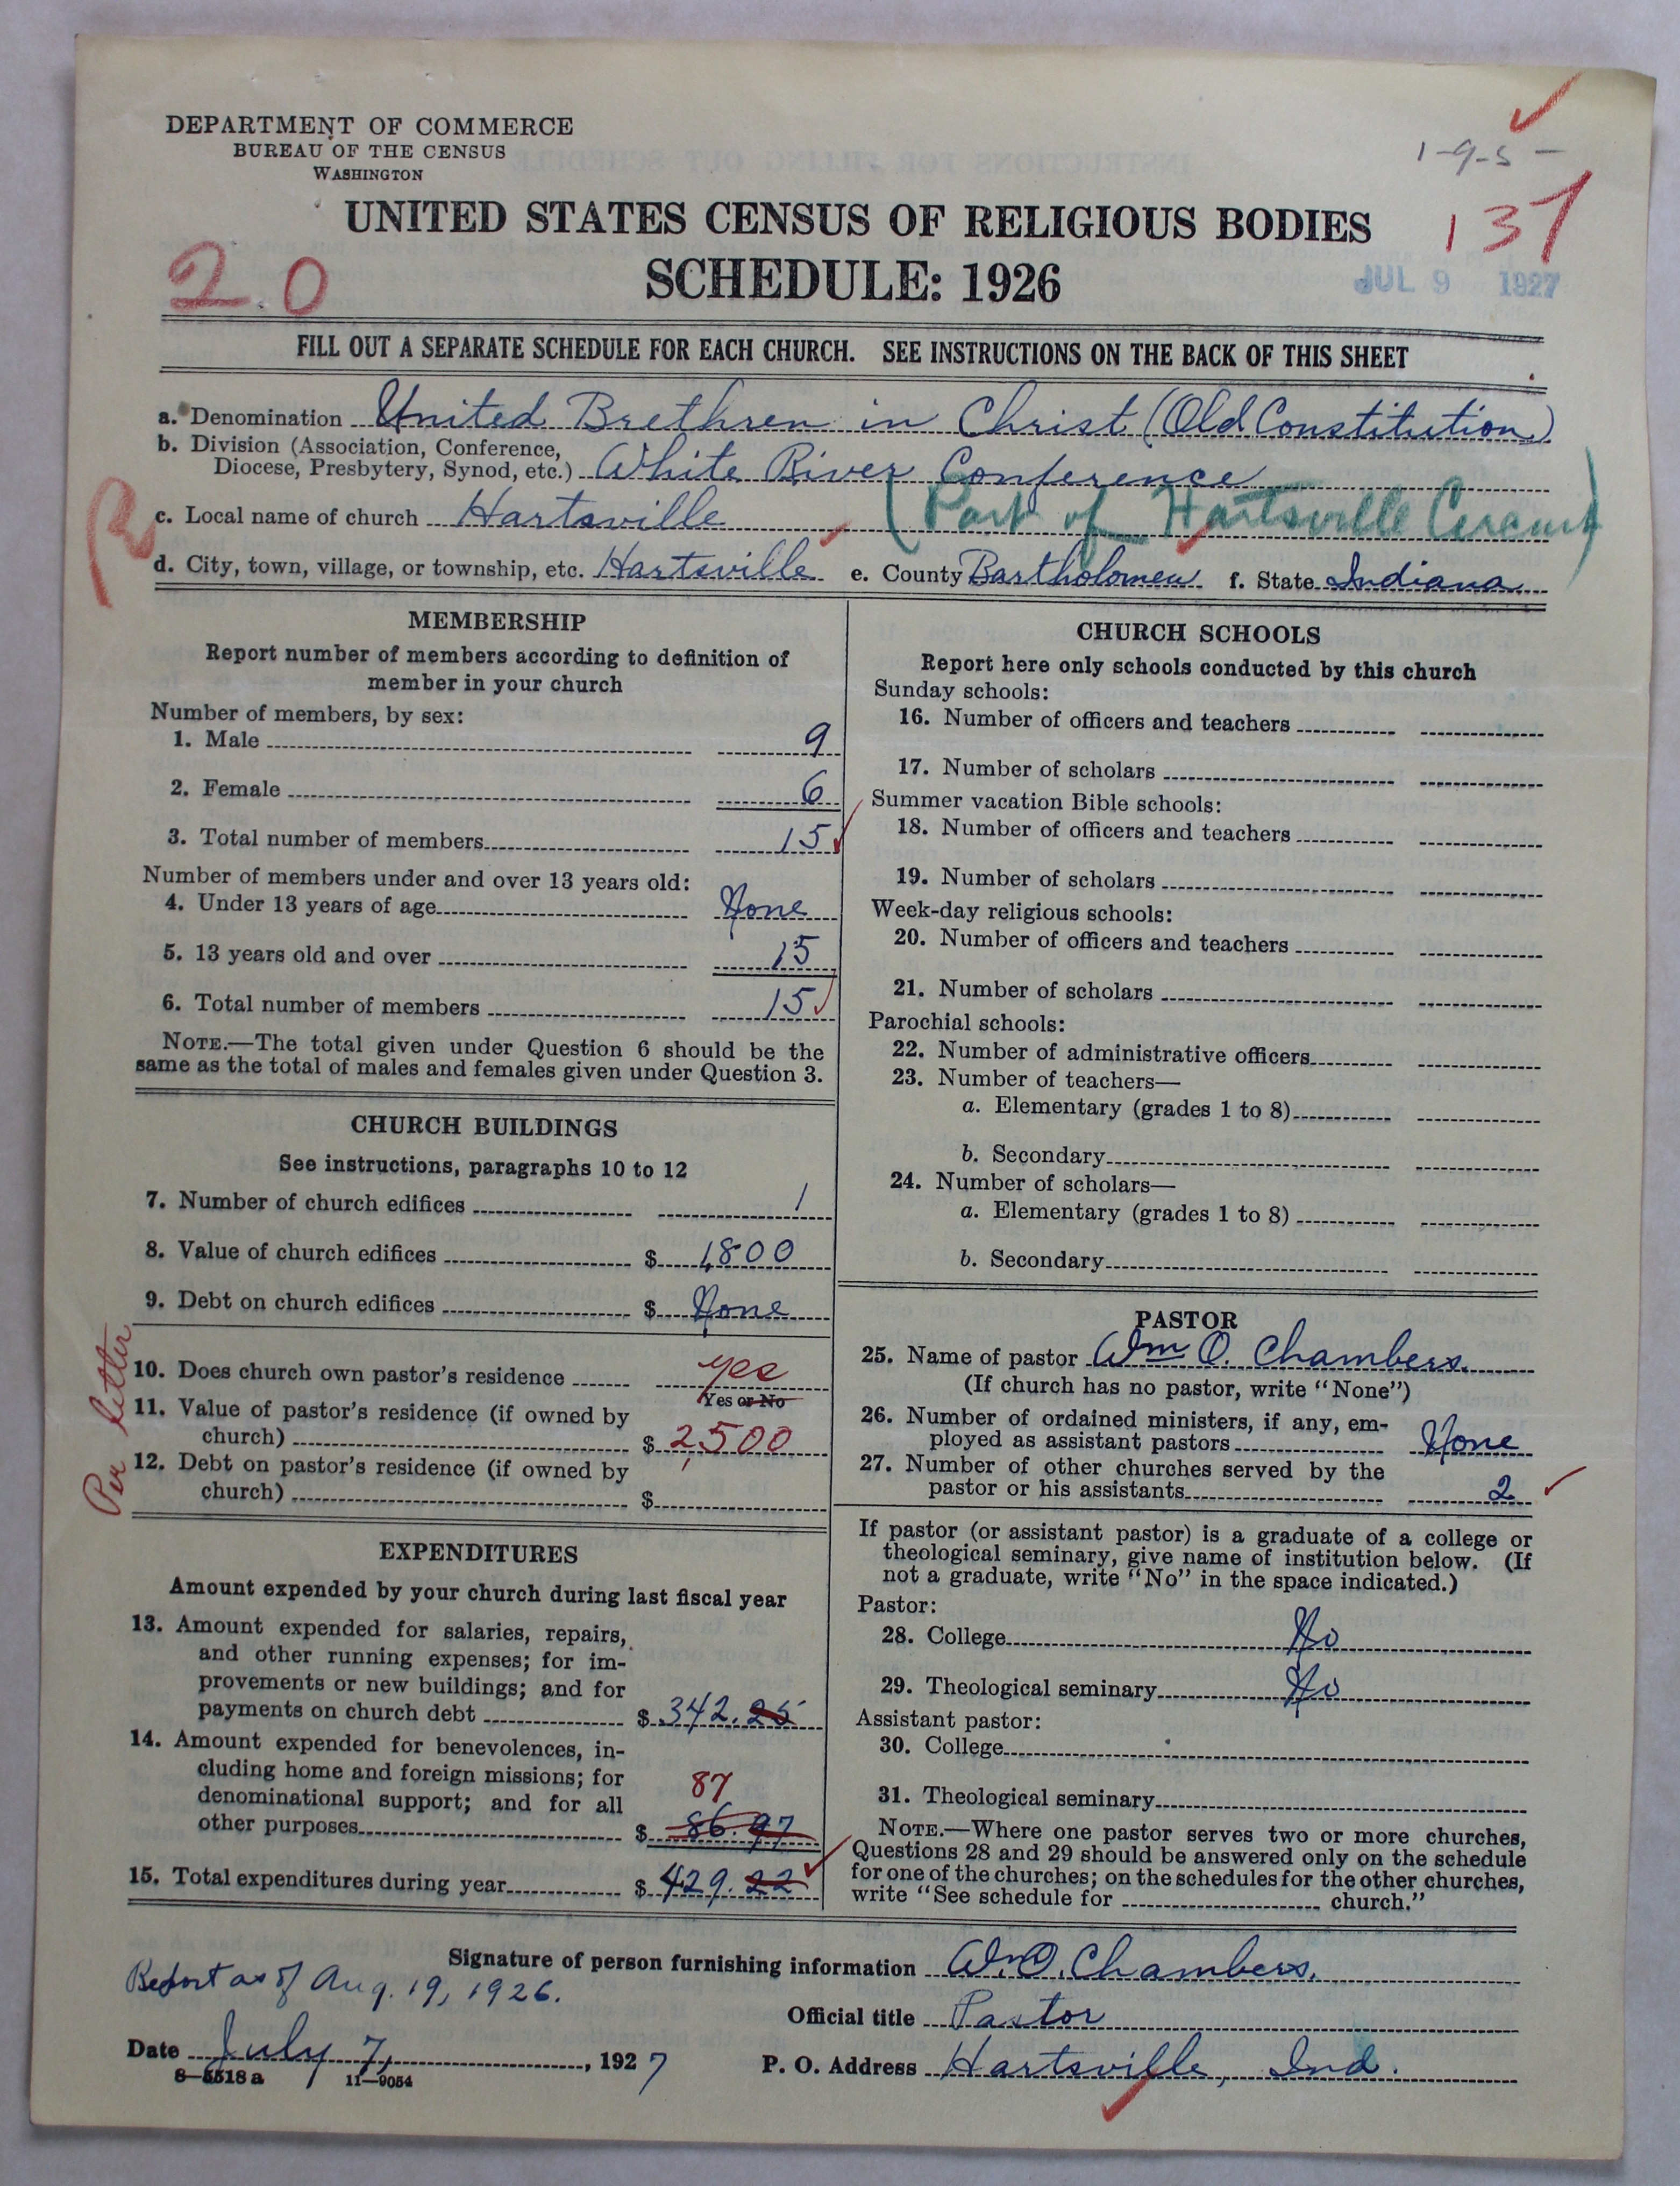 DEPARTMENT OF COMMERCE
BUREAU OF THE CENSUS
WASHINGTON
1-9-5-
UNITED STATES CENSUS OF RELIGIOUS BODIES
137
20
SCHEDULE: 1926
JUL 9 1927
FILL OUT A SEPARATE SCHEDULE FOR EACH CHURCH. SEE INSTRUCTIONS ON THE BACK OF THIS SHEET
a. Denomination United Brethren in Christ (Old Constitution)
b. Division (Association, Conference,
Diocese, Presbytery, Synod, etc.) White River Conference
c. Local name of church Hartsville (Part of Hartsville Circuit)
d. City, town, village, or township, etc. Hartsville e. County Bartholomew f. State Indiana
MEMBERSHIP
Report number of members according to definition of
member in your church
Number of members, by sex:
1. Male 9
2. Female 6
3. Total number of members 15
Number of members under and over 13 years old:
4. Under 13 years of age None
5. 13 years old and over 15
6. Total number of members 15
NOTE.—The total given under Question 6 should be the
same as the total of males and females given under Question 3.
CHURCH BUILDINGS
See instructions, paragraphs 10 to 12
7. Number of church edifices 1
8. Value of church edifices $ 1,800
9. Debt on church edifices $ None
Per letter
10. Does church own pastor's residence yes
Yes or No
11. Value of pastor's residence (if owned by
church) $ 2,500
12. Debt on pastor's residence (if owned by
church) $
EXPENDITURES
Amount expended by your church during last fiscal year
13. Amount expended for salaries, repairs,
and other running expenses; for im-
provements or new buildings; and for
payments on church debt $ 342.25
14. Amount expended for benevolences, in-
cluding home and foreign missions; for
denominational support; and for all 87
other purposes $ 86.97
15. Total expenditures during year $ 429.22
CHURCH SCHOOLS
Report here only schools conducted by this church
Sunday schools:
16. Number of officers and teachers
17. Number of scholars
Summer vacation Bible schools:
18. Number of officers and teachers
19. Number of scholars
Week-day religious schools:
20. Number of officers and teachers
21. Number of scholars
Parochial schools:
22. Number of administrative officers
23. Number of teachers—
a. Elementary (grades 1 to 8)
b. Secondary
24. Number of scholars—
a. Elementary (grades 1 to 8)
b. Secondary
PASTOR
25. Name of pastor Wm O. Chambers.
(If church has no pastor, write "None")
26. Number of ordained ministers, if any, em-
ployed as assistant pastors None
27. Number of other churches served by the
pastor or his assistants 2
If pastor (or assistant pastor) is a graduate of a college or
theological seminary, give name of institution below. (If
not a graduate, write "No" in the space indicated.)
Pastor:
28. College No
29. Theological seminary No
Assistant pastor:
30. College
31. Theological seminary
NOTE.—Where one pastor serves two or more churches,
Questions 28 and 29 should be answered only on the schedule
for one of the churches; on the schedules for the other churches,
write "See schedule for church."
Signature of person furnishing information Wm O. Chambers.
Report as of Aug. 19, 1926.
Official title Pastor
Date July 7, 1927
P. O. Address Hartsville, Ind.
8—5518 a 11—9054